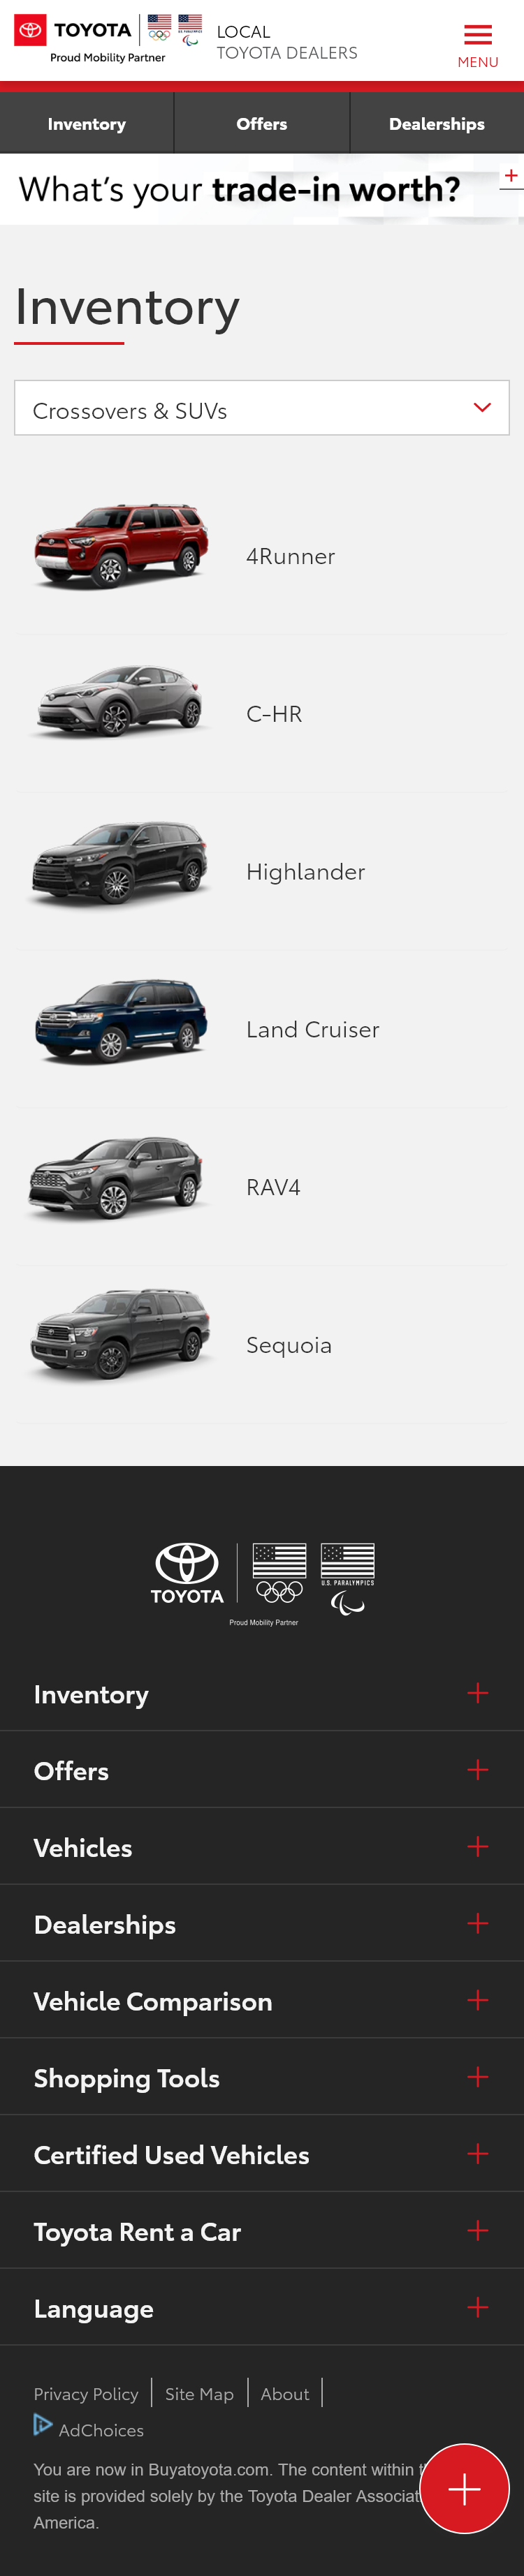 TOYOTA
Proud Mobility Partner
LOCAL
TOYOTA DEALERS
MENU
Inventory
Offers
Dealerships
What's your trade-in worth?
Inventory
Crossovers & SUVs
4Runner
C-HR
Highlander
Land Cruiser
RAV4
Sequoia
TOYOTA
U.S. PARALYMPICS
Proud Mobility Partner
Inventory
Offers
Vehicles
Dealerships
Vehicle Comparison
Shopping Tools
Certified Used Vehicles
Toyota Rent a Car
Language
Privacy Policy
Site Map
About
AdChoices
You are now in Buyatoyota.com. The content within
site is provided solely by the Toyota Dealer
America.